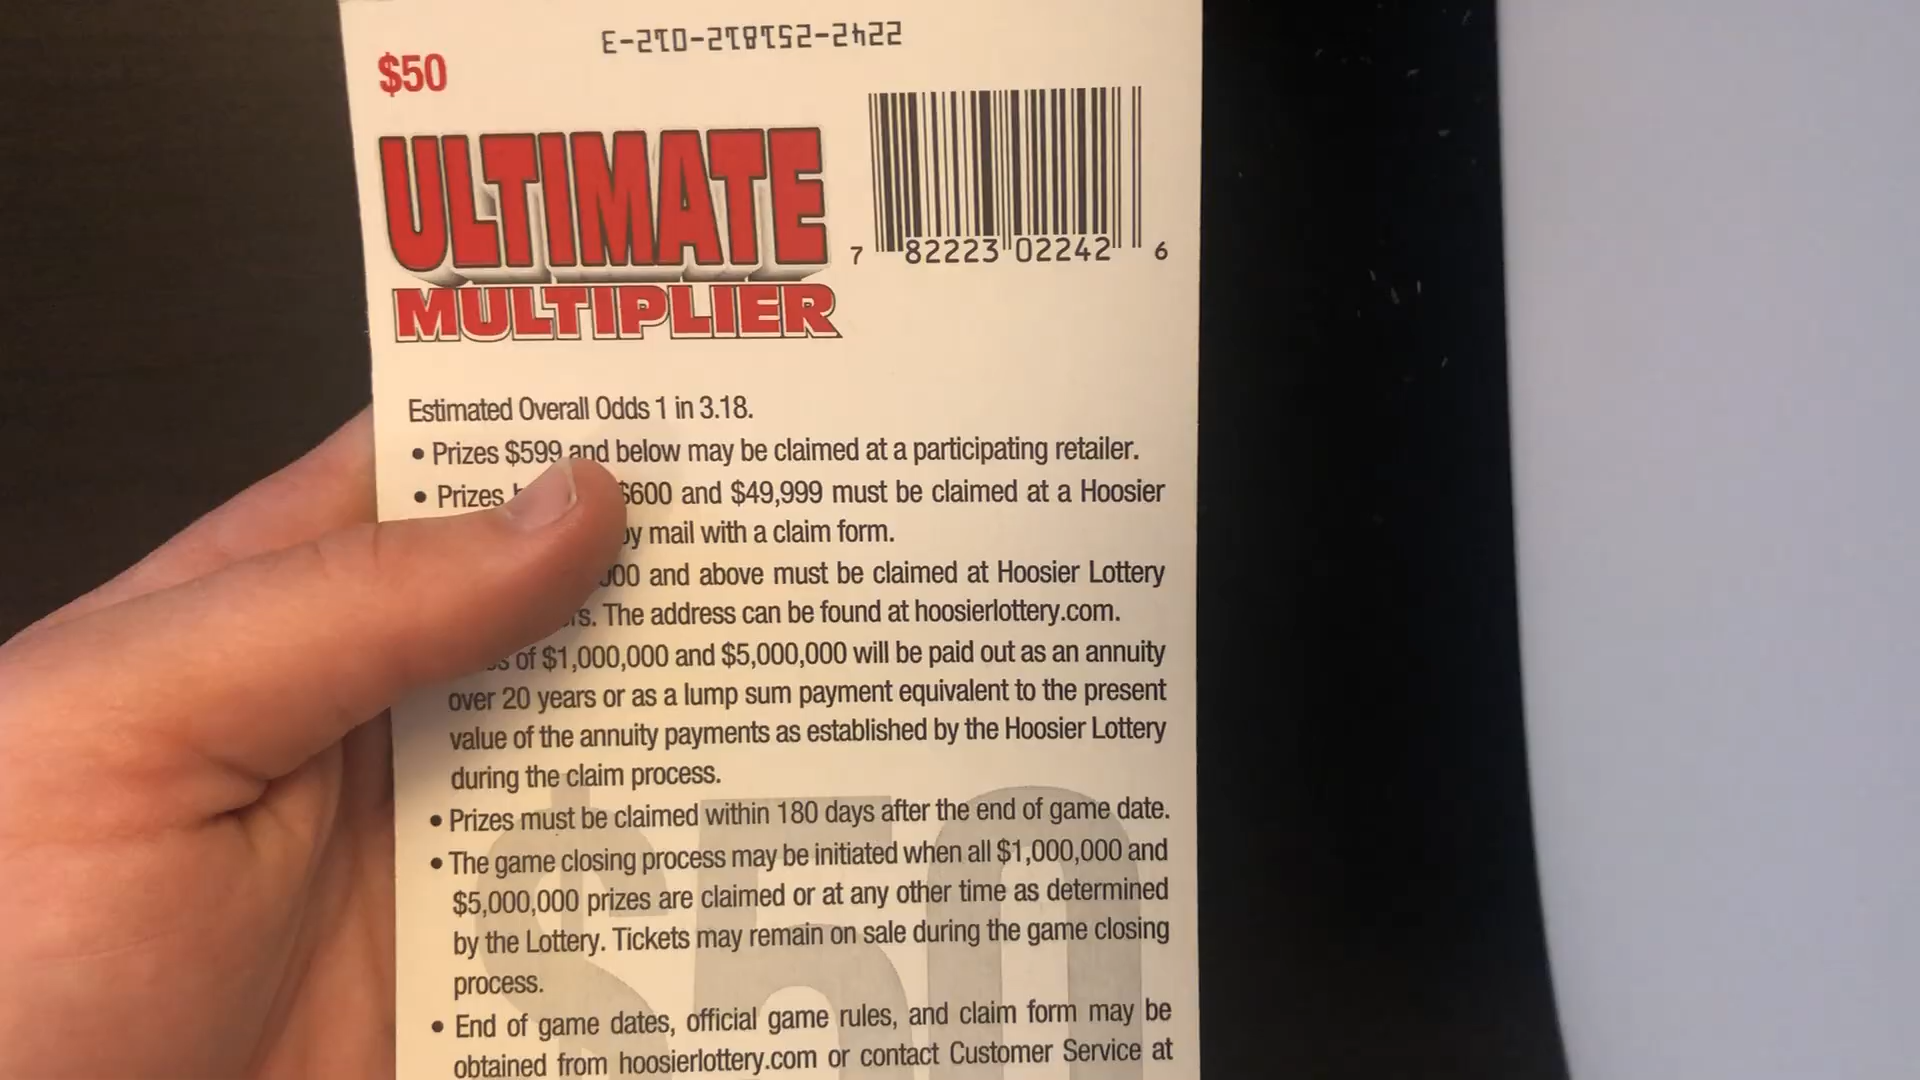 2242-251812-012-3
$50
ULTIMATE
MULTIPLIER
7 82223 02242 6
Estimated Overall Odds 1 in 3.18.
• Prizes $599 and below may be claimed at a participating retailer.
• Prizes $600 and $49,999 must be claimed at a Hoosier
by mail with a claim form.
and above must be claimed at Hoosier Lottery
The address can be found at hoosierlottery.com.
of $1,000,000 and $5,000,000 will be paid out as an annuity
over 20 years or as a lump sum payment equivalent to the present
value of the annuity payments as established by the Hoosier Lottery
during the claim process.
• Prizes must be claimed within 180 days after the end of game date.
• The game closing process may be initiated when all $1,000,000 and
$5,000,000 prizes are claimed or at any other time as determined
by the Lottery. Tickets may remain on sale during the game closing
process.
• End of game dates, official game rules, and claim form may be
obtained from hoosierlottery.com or contact Customer Service at
$50